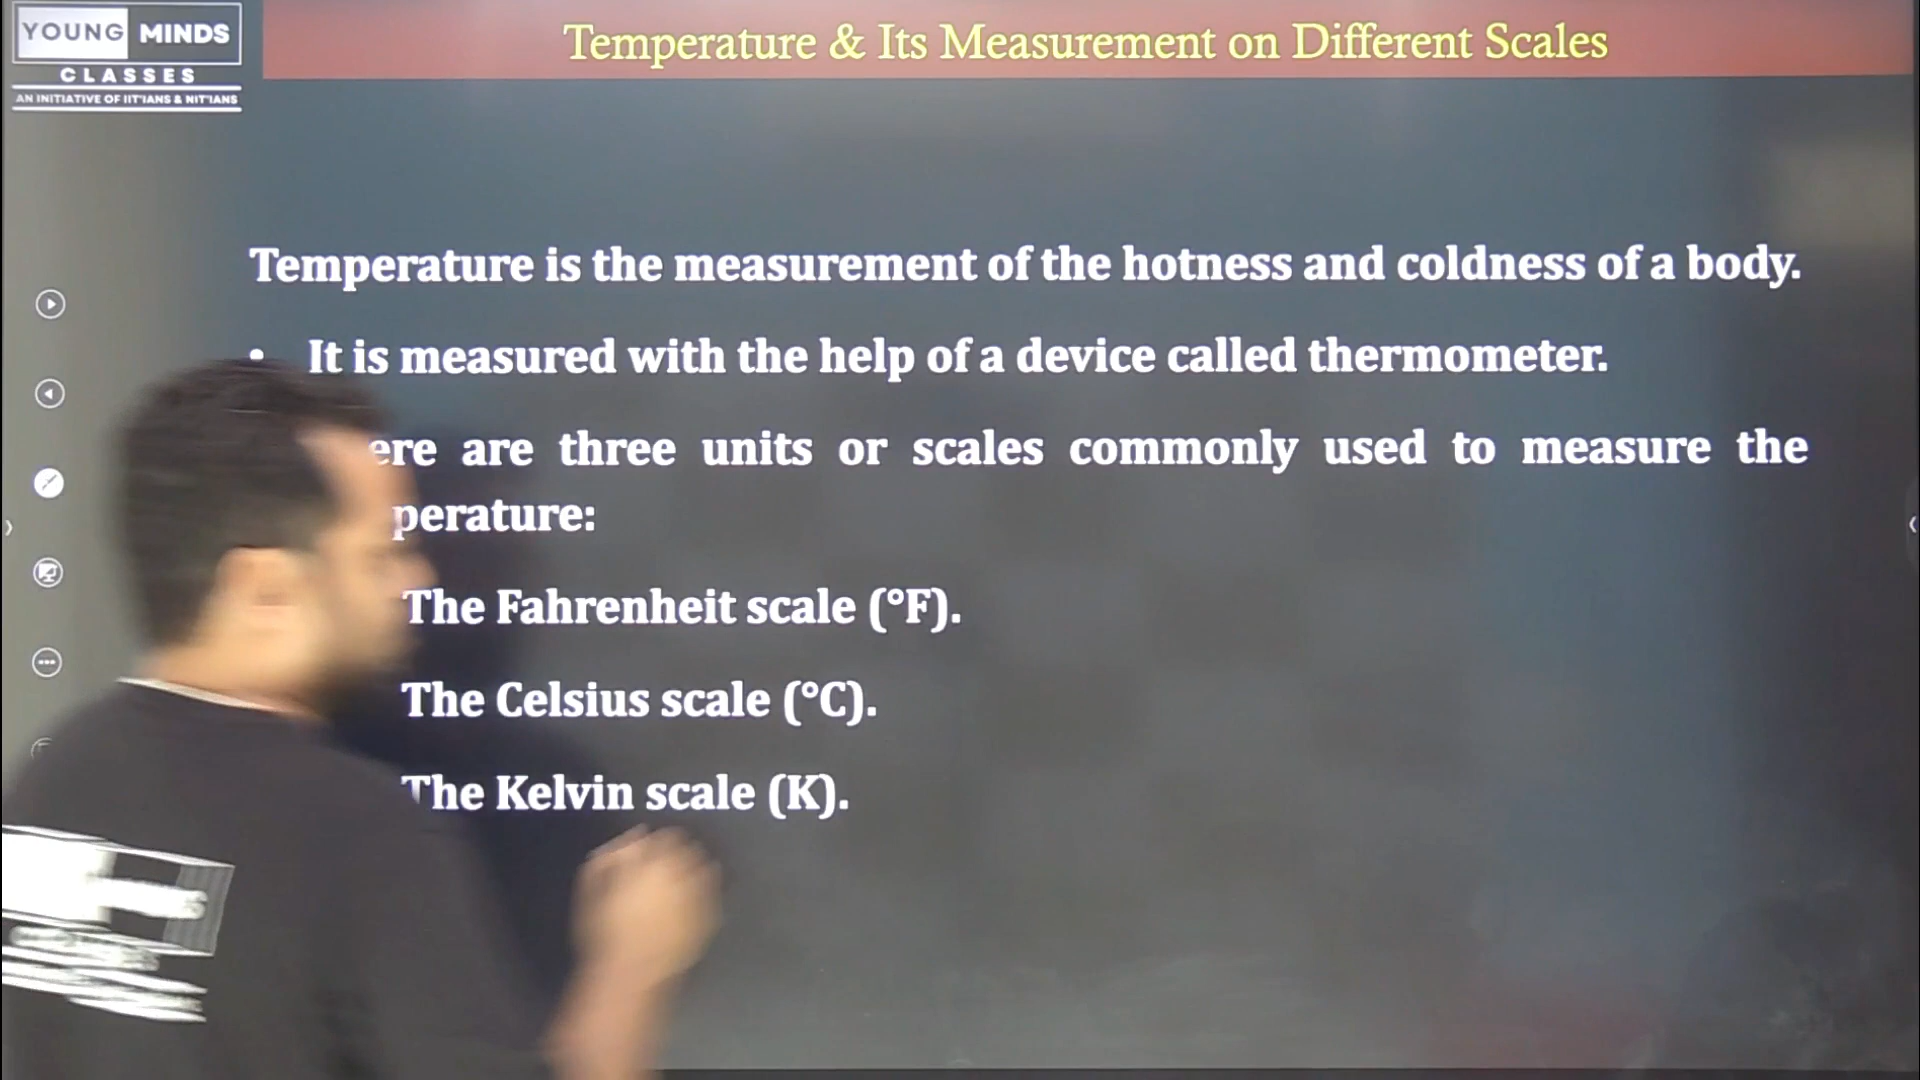 YOUNG MINDS
CLASSES
AN INITIATIVE OF IIT'IANS & NIT'IANS
Temperature & Its Measurement on Different Scales
Temperature is the measurement of the hotness and coldness of a body.
• It is measured with the help of a device called thermometer.
ere are three units or scales commonly used to measure the
perature:
The Fahrenheit scale (°F).
The Celsius scale (°C).
The Kelvin scale (K).